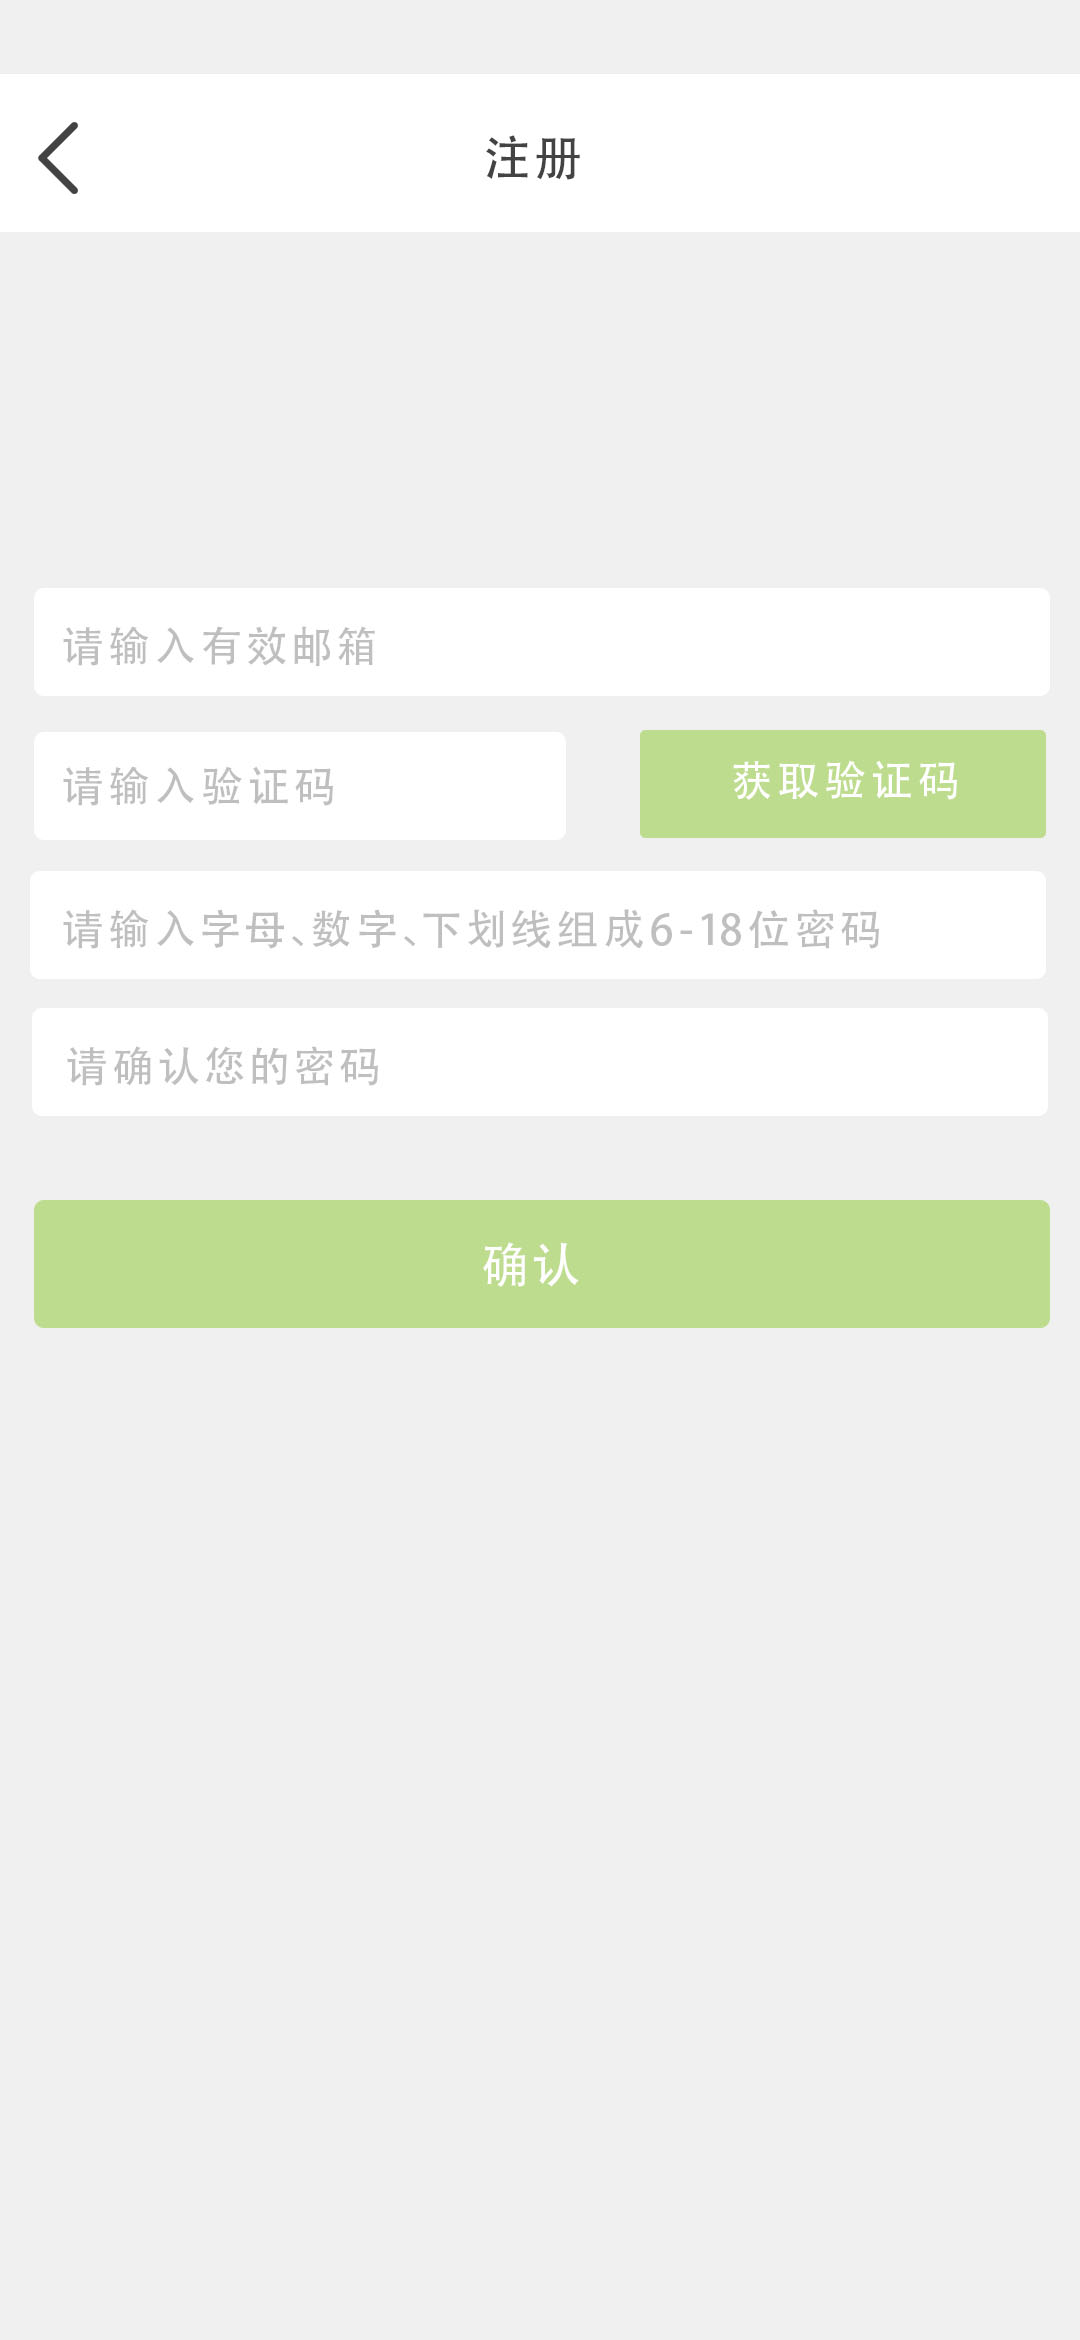 注册
请输入有效邮箱
请输入验证码
获取验证码
请输入字母、数字、下划线组成6-18位密码
请确认您的密码
确认